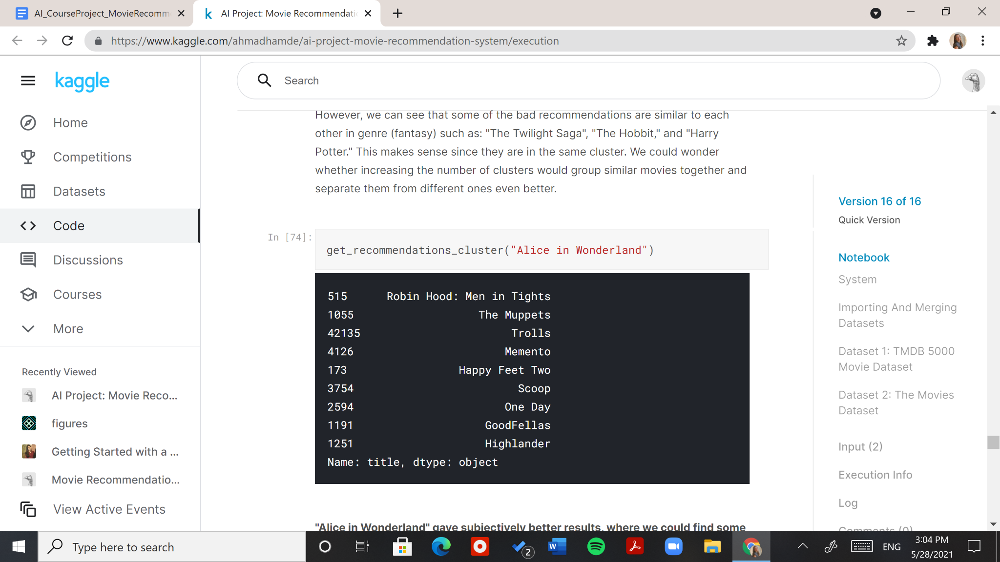 AI_CourseProject_MovieRecomm
AI Project: Movie Recommendati
https://www.kaggle.com/ahmadhamde/ai-project-movie-recommendation-system/execution
kaggle
Search
Home
Competitions
Datasets
Code
Discussions
Courses
More
Recently Viewed
AI Project: Movie Reco...
figures
Getting Started with a ...
Movie Recommendatio...
View Active Events
However, we can see that some of the bad recommendations are similar to each
other in genre (fantasy) such as: "The Twilight Saga", "The Hobbit," and "Harry
Potter." This makes sense since they are in the same cluster. We could wonder
whether increasing the number of clusters would group similar movies together and
separate them from different ones even better.
In [74]:
get_recommendations_cluster("Alice in Wonderland")
515 Robin Hood: Men in Tights
1055 The Muppets
42135 Trolls
4126 Memento
173 Happy Feet Two
3754 Scoop
2594 One Day
1191 GoodFellas
1251 Highlander
Name: title, dtype: object
"Alice in Wonderland" gave subjectively better results, where we could find some
Version 16 of 16
Quick Version
Notebook
System
Importing And Merging
Datasets
Dataset 1: TMDB 5000
Movie Dataset
Dataset 2: The Movies
Dataset
Input (2)
Execution Info
Log
Comments (0)
Type here to search
2
ENG
3:04 PM
5/28/2021